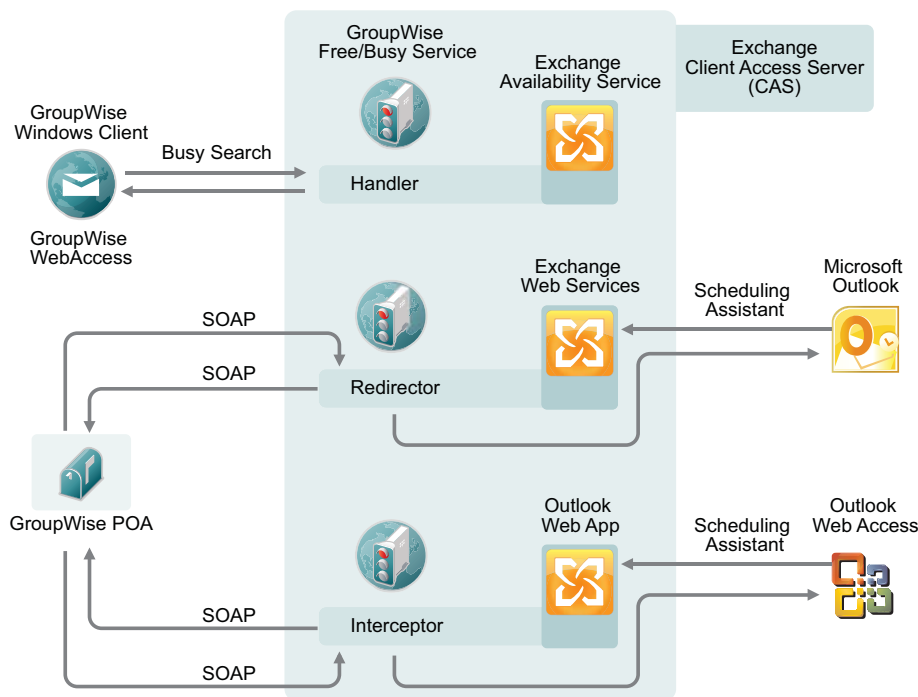 GroupWise
Free/Busy Service
Exchange
Availability Service
Exchange
Client Access Server
(CAS)
GroupWise
Windows Client
Busy Search
Handler
GroupWise
WebAccess
Exchange
Web Services
Scheduling
Assistant
Microsoft
Outlook
SOAP
SOAP
Redirector
GroupWise POA
Outlook
Web App
Scheduling
Assistant
Outlook
Web Access
SOAP
Interceptor
SOAP